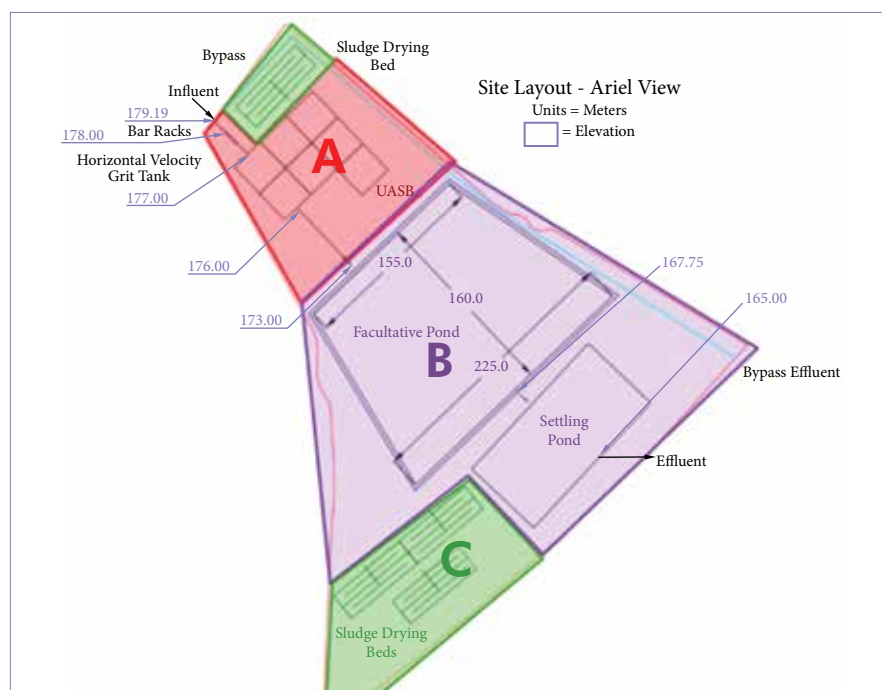 Bypass
Sludge Drying
Bed
Site Layout - Ariel View
Units = Meters
= Elevation
Influent
179.19
178.00
Bar Racks
A
Horizontal Velocity
Grit Tank
177.00
UASB
176.00
155.0
167.75
160.0
165.00
173.00
Facultative Pond
B
225.0
Bypass Effluent
Settling
Pond
Effluent
C
Sludge Drying
Beds